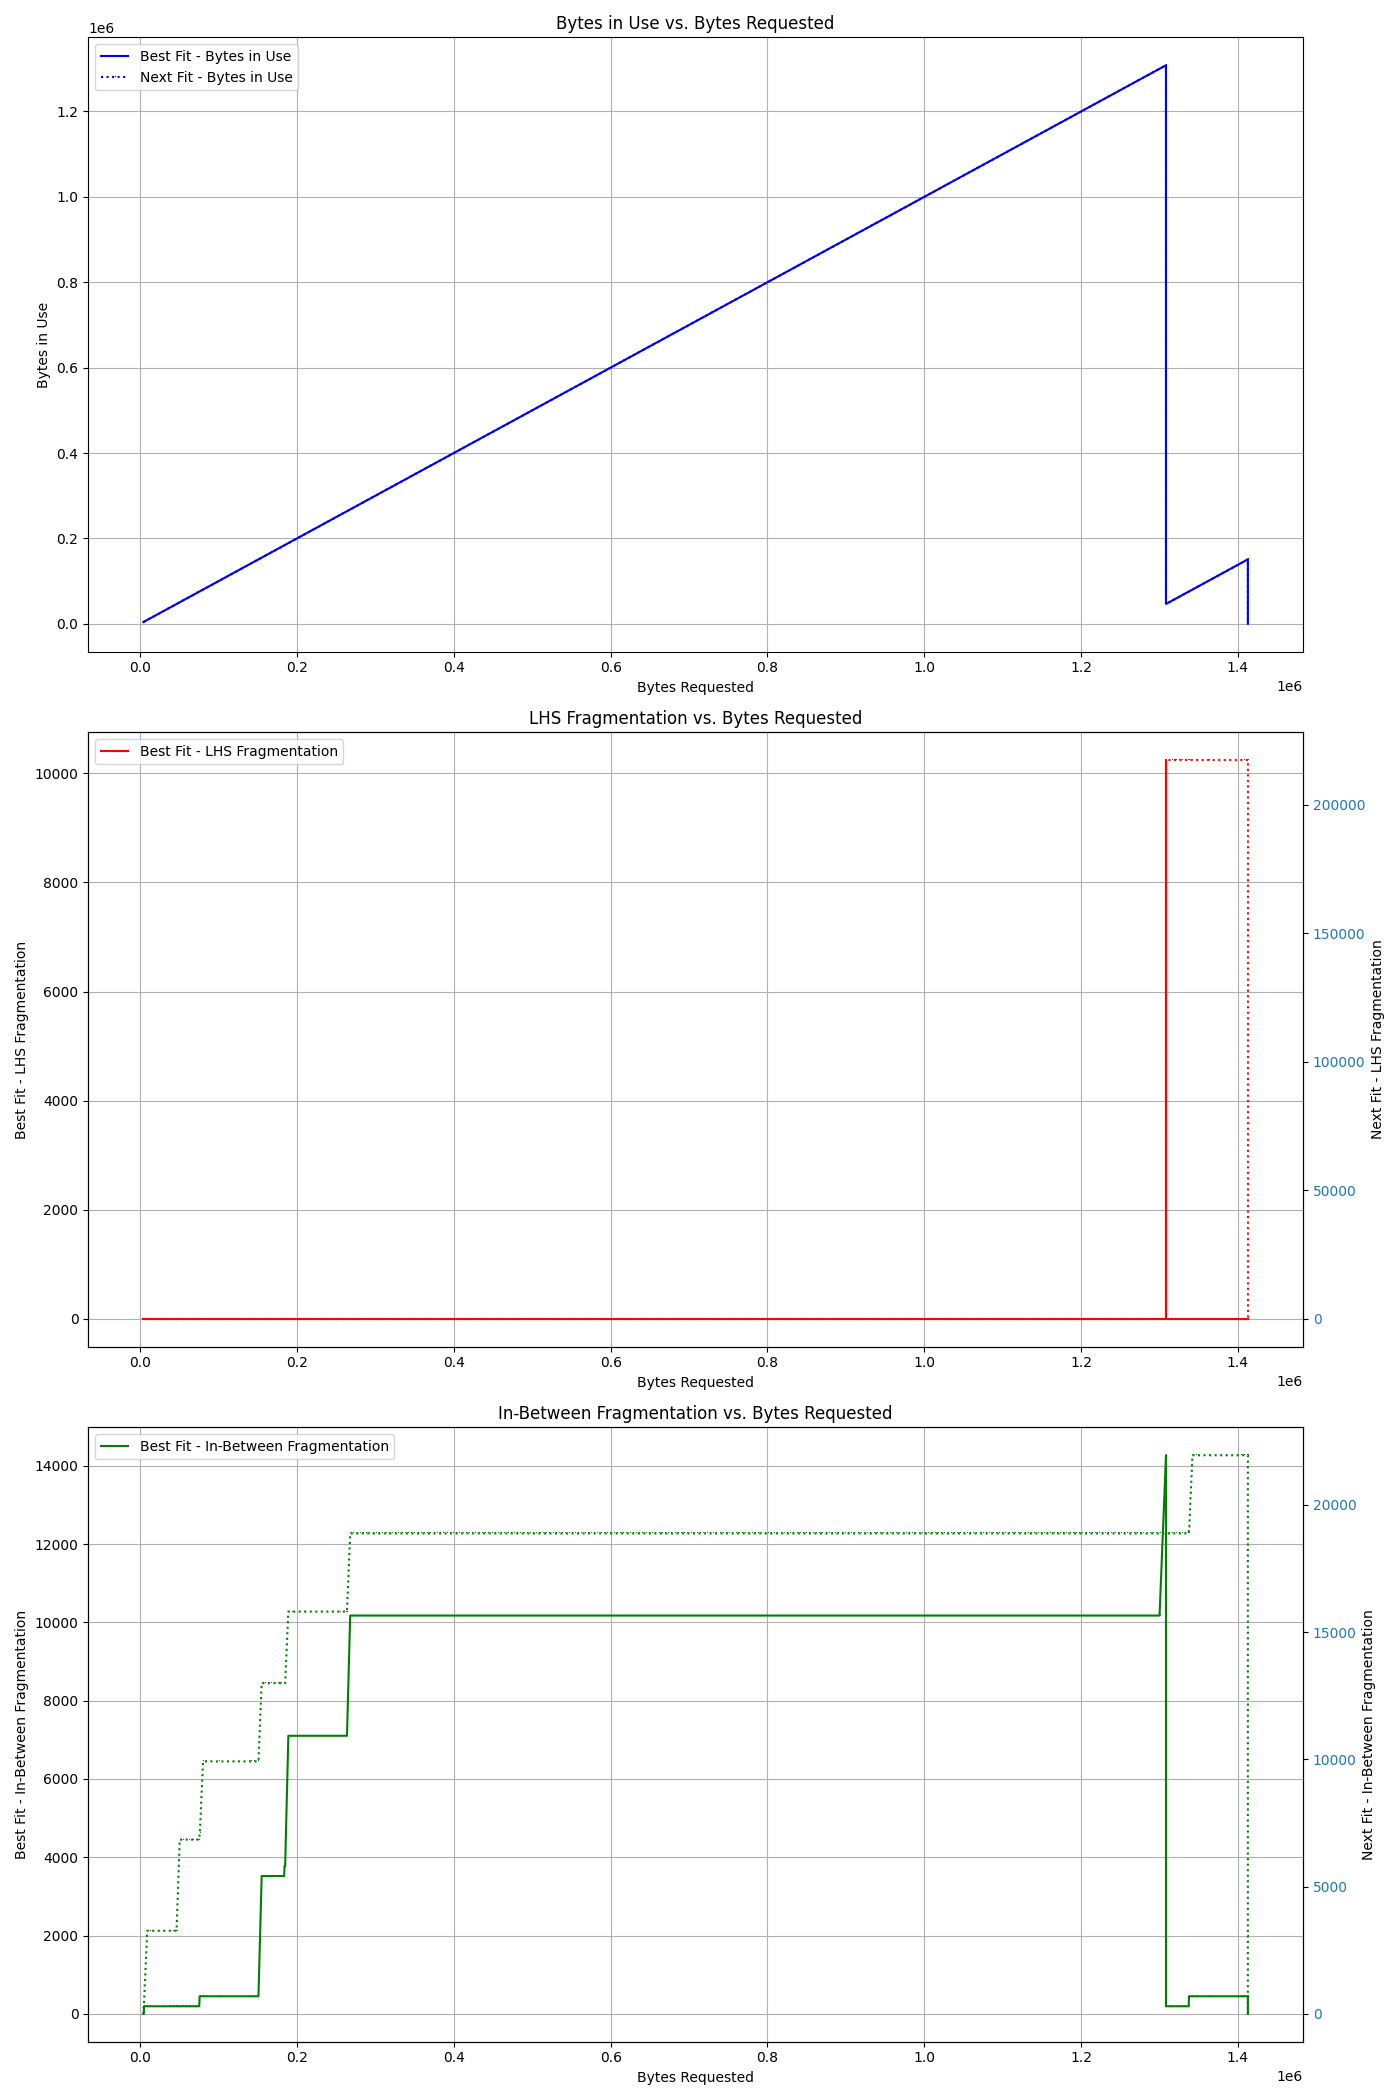 Bytes in Use vs. Bytes Requested
1e6
Best Fit - Bytes in Use
Next Fit - Bytes in Use
1.2
1.0
0.8
0.6
0.4
0.2
0.0
Bytes in Use
0.0 0.2 0.4 0.6 0.8 1.0 1.2 1.4
1e6
Bytes Requested
LHS Fragmentation vs. Bytes Requested
Best Fit - LHS Fragmentation
10000
8000
6000
4000
2000
0
Best Fit - LHS Fragmentation
200000
150000
100000
50000
0
Next Fit - LHS Fragmentation
0.0 0.2 0.4 0.6 0.8 1.0 1.2 1.4
1e6
Bytes Requested
In-Between Fragmentation vs. Bytes Requested
Best Fit - In-Between Fragmentation
14000
12000
10000
8000
6000
4000
2000
0
Best Fit - In-Between Fragmentation
20000
15000
10000
5000
0
Next Fit - In-Between Fragmentation
0.0 0.2 0.4 0.6 0.8 1.0 1.2 1.4
1e6
Bytes Requested